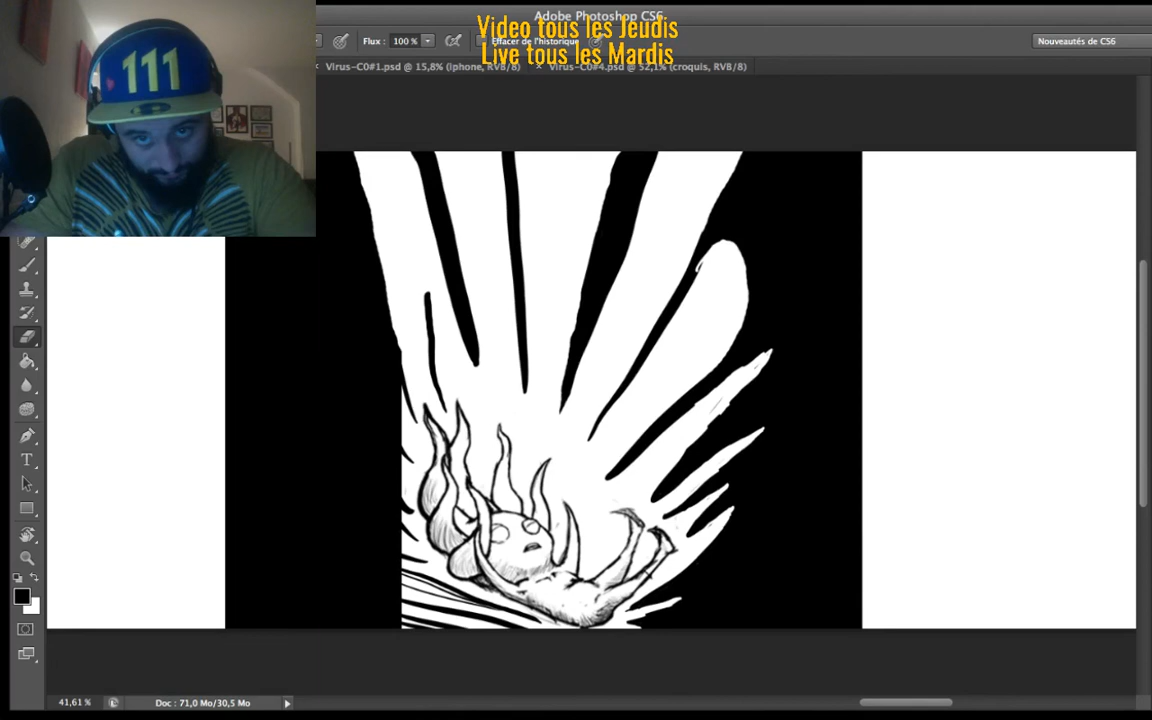 Adobe Photoshop CS6
Video tous les Jeudis
Live tous les Mardis
Flux : 100 %
Effacer de l'historique
Nouveautés de CS6
Virus-C0#1.psd @ 15,8% (iphone, RVB/8)
Virus-C0#4.psd @ 52,1% (croquis, RVB/8)
111
41,61 %
Doc : 71,0 Mo/30,5 Mo